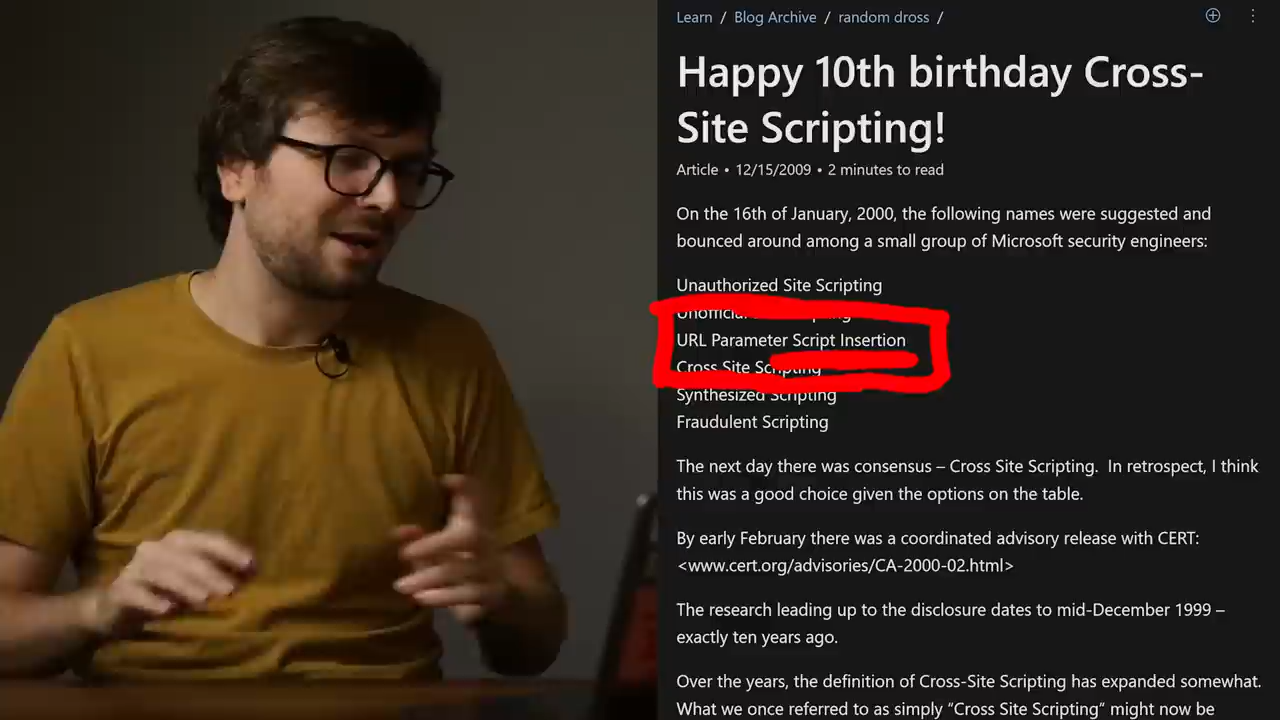 Learn / Blog Archive / random dross /
Happy 10th birthday Cross-
Site Scripting!
Article • 12/15/2009 • 2 minutes to read
On the 16th of January, 2000, the following names were suggested and
bounced around among a small group of Microsoft security engineers:
Unauthorized Site Scripting
URL Parameter Script Insertion
Cross Site Scripting
Synthesized Scripting
Fraudulent Scripting
The next day there was consensus – Cross Site Scripting. In retrospect, I think
this was a good choice given the options on the table.
By early February there was a coordinated advisory release with CERT:
<www.cert.org/advisories/CA-2000-02.html>
The research leading up to the disclosure dates to mid-December 1999 –
exactly ten years ago.
Over the years, the definition of Cross-Site Scripting has expanded somewhat.
What we once referred to as simply “Cross Site Scripting” might now be